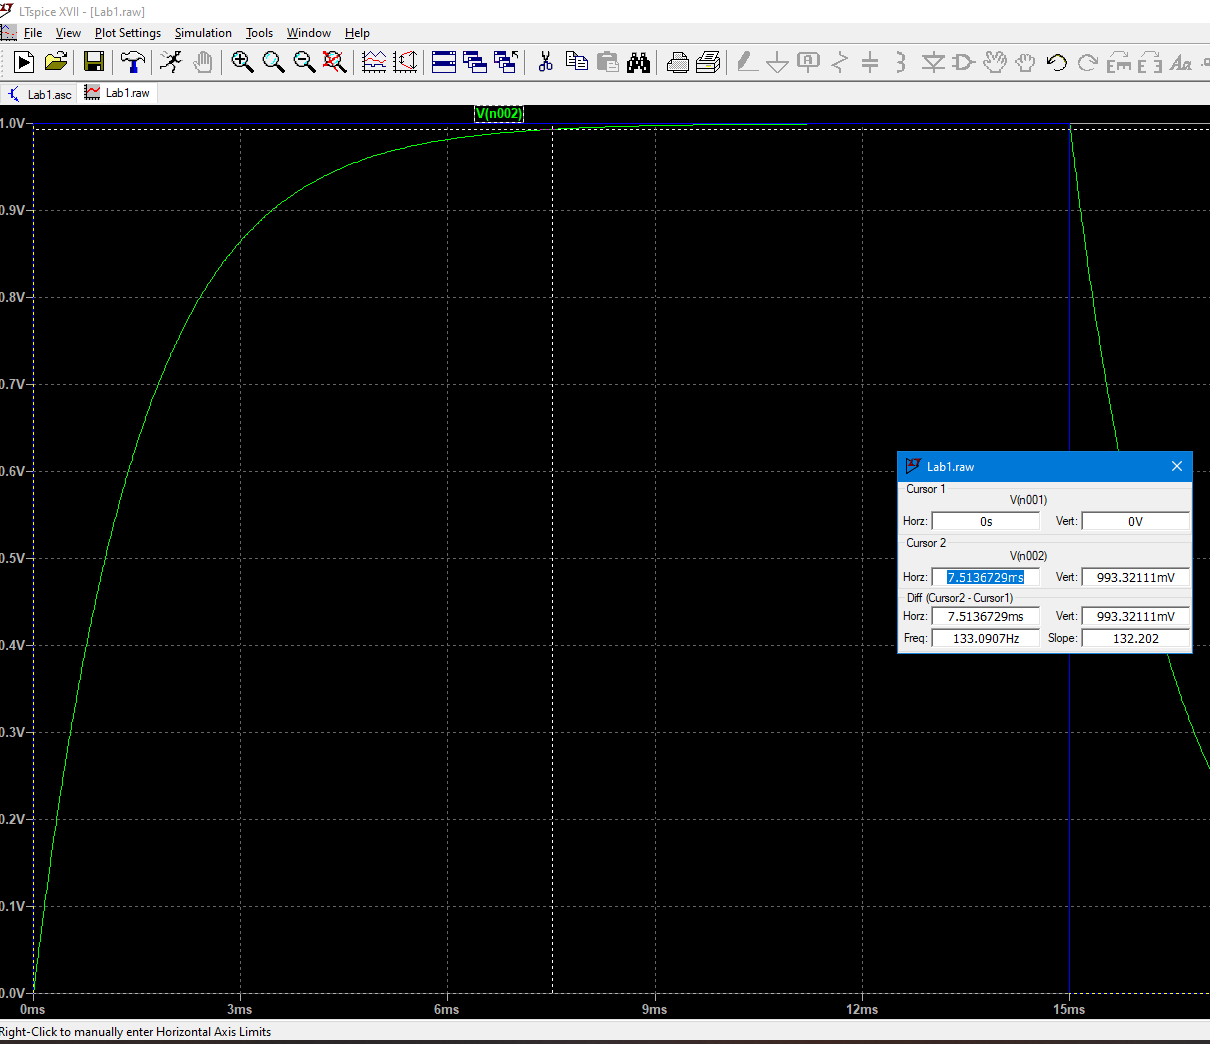 LTspice XVII - [Lab1.raw]
File View Plot Settings Simulation Tools Window Help
Lab1.asc Lab1.raw
V(n002)
1.0V
0.9V
0.8V
0.7V
0.6V
0.5V
0.4V
0.3V
0.2V
0.1V
0.0V
0ms 3ms 6ms 9ms 12ms 15ms
Lab1.raw
Cursor 1
V(n001)
Horz: 0s Vert: 0V
Cursor 2
V(n002)
Horz: 7.5136729ms Vert: 993.32111mV
Diff (Cursor2 - Cursor1)
Horz: 7.5136729ms Vert: 993.32111mV
Freq: 133.0907Hz Slope: 132.202
Right-Click to manually enter Horizontal Axis Limits